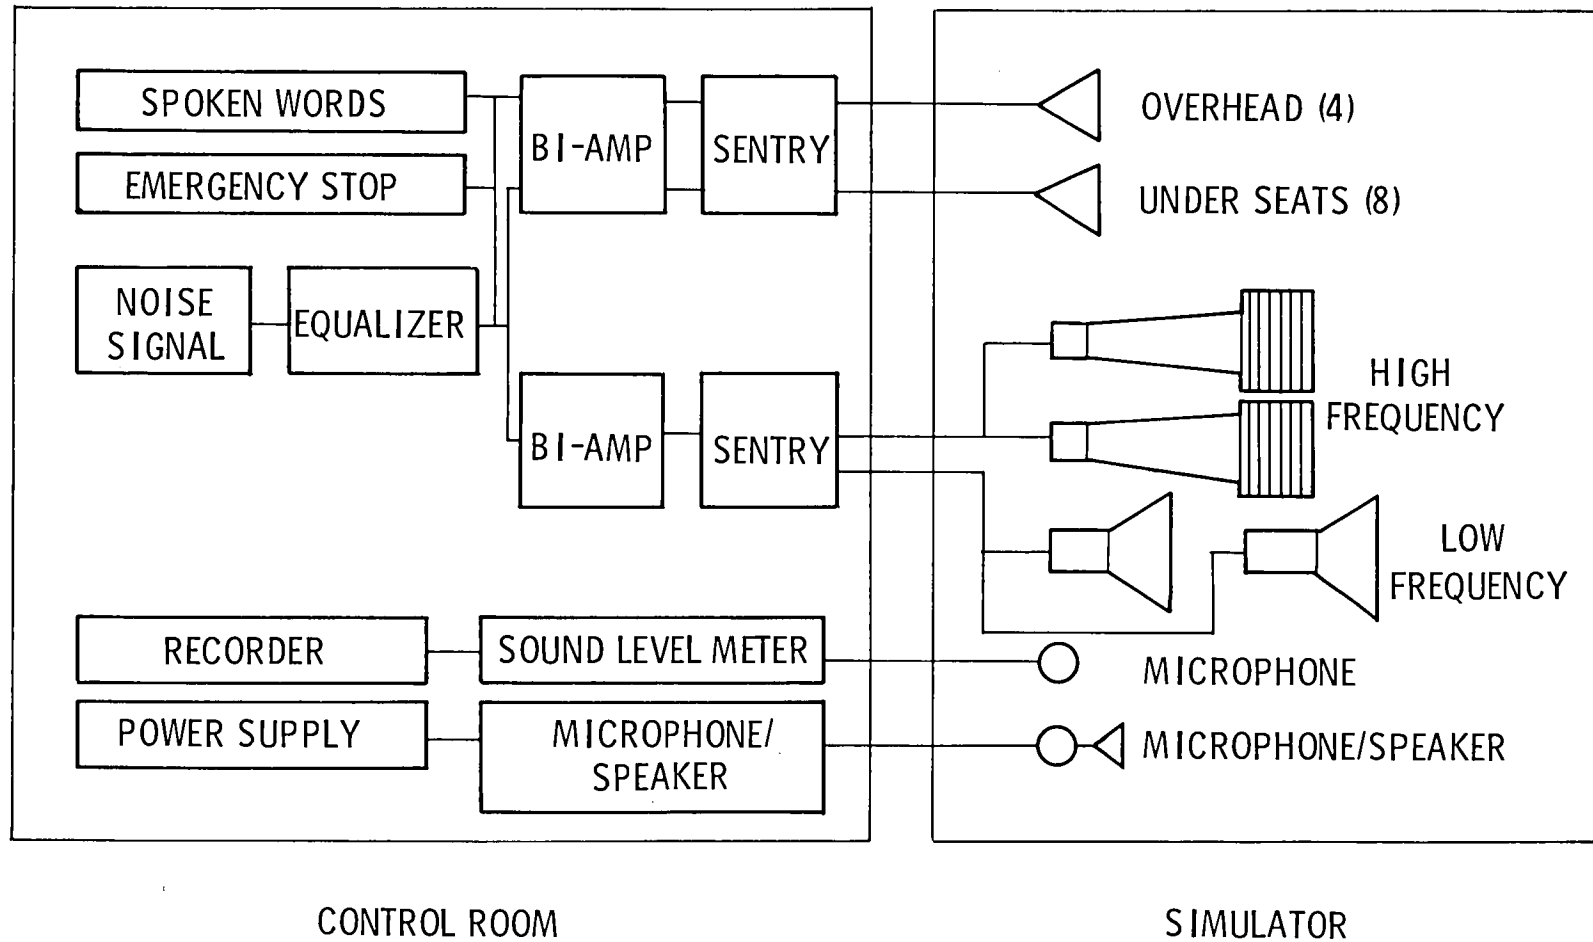 SPOKEN WORDS
EMERGENCY STOP
NOISE
SIGNAL
EQUALIZER
BI-AMP
SENTRY
BI-AMP
SENTRY
RECORDER
SOUND LEVEL METER
POWER SUPPLY
MICROPHONE/
SPEAKER
OVERHEAD (4)
UNDER SEATS (8)
HIGH
FREQUENCY
LOW
FREQUENCY
MICROPHONE
MICROPHONE/SPEAKER
CONTROL ROOM
SIMULATOR